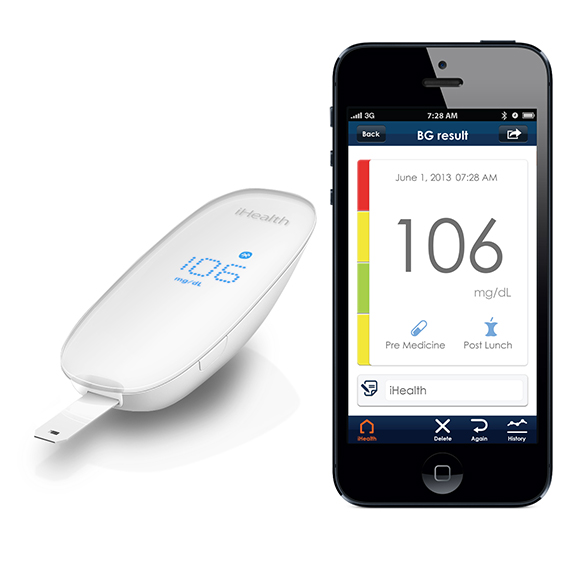 iHealth
106
mg/dL
3G 7:28 AM
Back BG result
June 1, 2013 07:28 AM
106
mg/dL
Pre Medicine Post Lunch
iHealth
iHealth Delete Again History